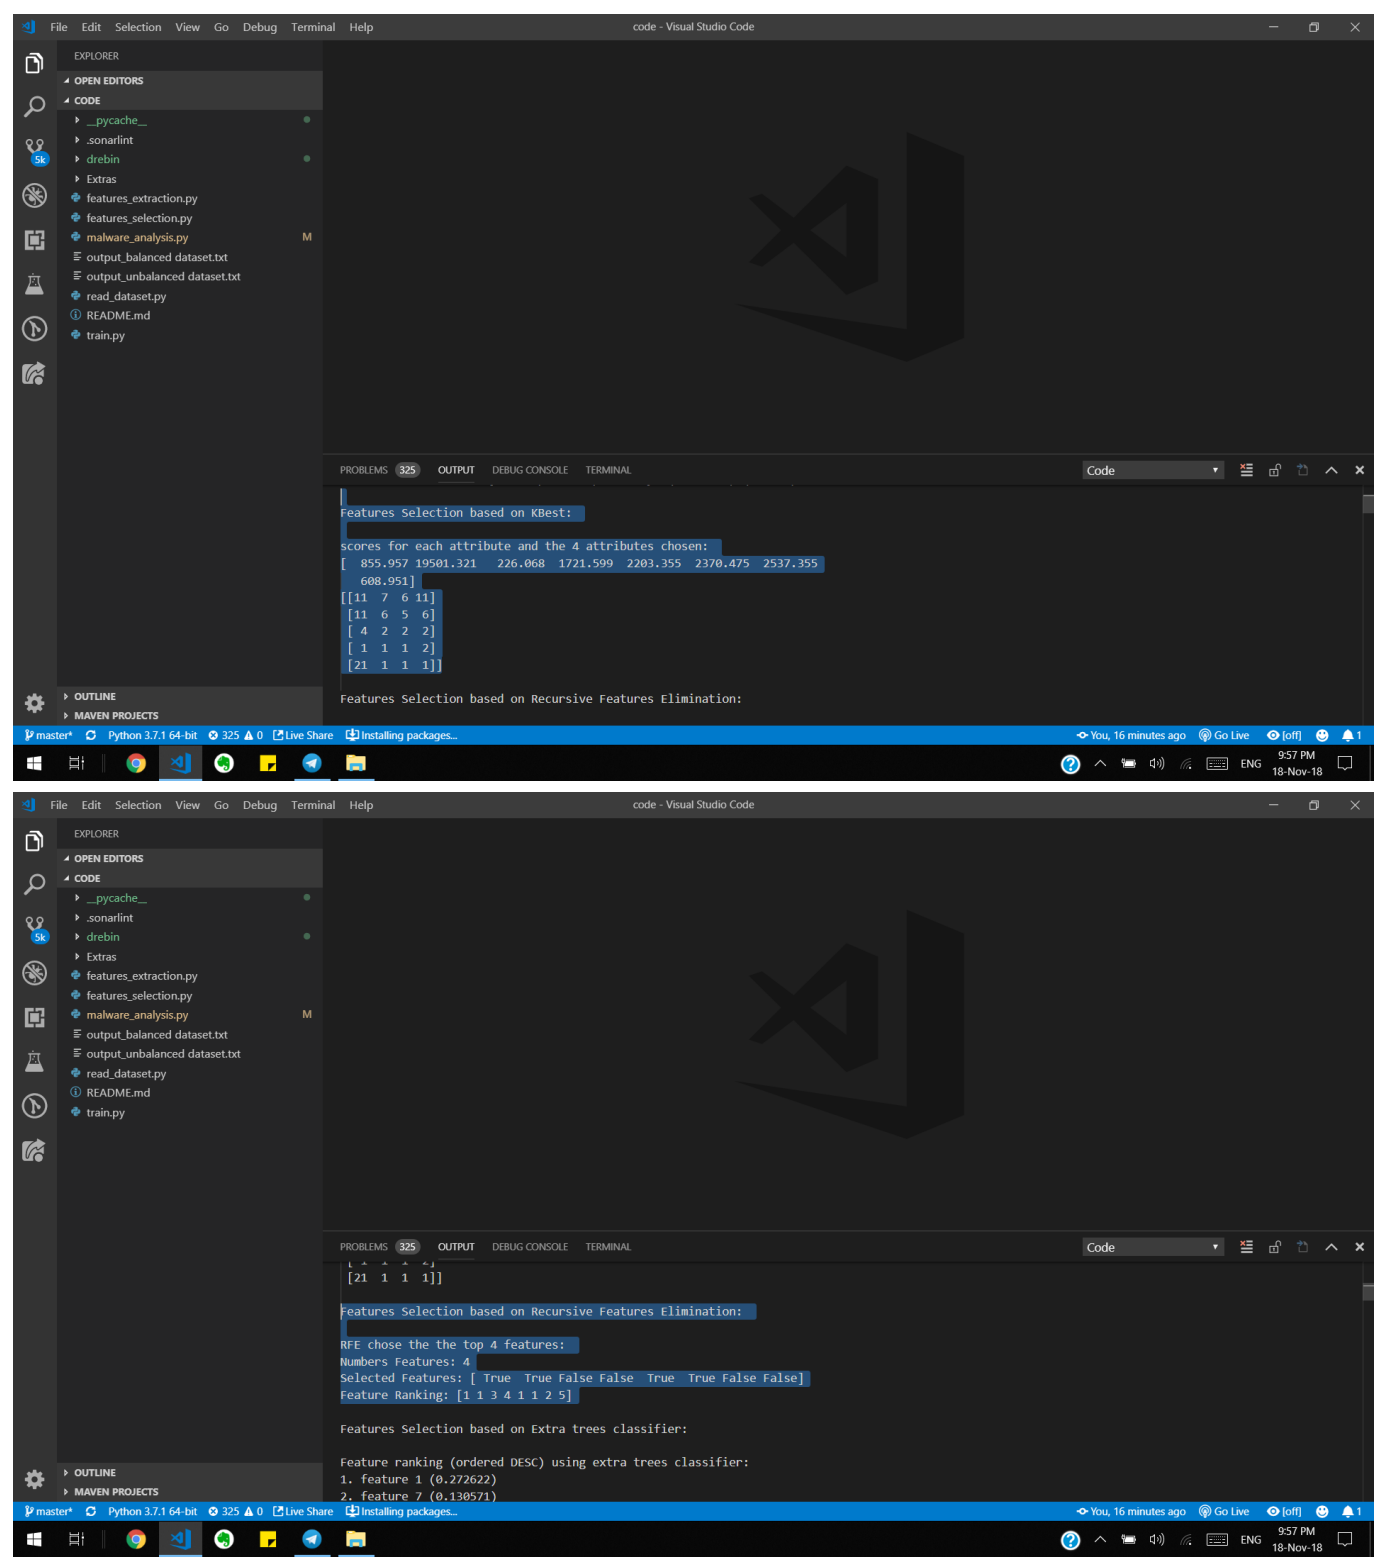 File Edit Selection View Go Debug Terminal Help code - Visual Studio Code
EXPLORER
OPEN EDITORS
CODE
__pycache__
.sonarlint
drebin
Extras
features_extraction.py
features_selection.py
malware_analysis.py M
output_balanced dataset.txt
output_unbalanced dataset.txt
read_dataset.py
README.md
train.py
5k
PROBLEMS 325 OUTPUT DEBUG CONSOLE TERMINAL Code
Features Selection based on KBest:
scores for each attribute and the 4 attributes chosen:
[ 855.957 19501.321 226.068 1721.599 2203.355 2370.475 2537.355
608.951]
[[11 7 6 11]
[11 6 5 6]
[ 4 2 2 2]
[ 1 1 1 2]
[21 1 1 1]]
Features Selection based on Recursive Features Elimination:
OUTLINE
MAVEN PROJECTS
master* Python 3.7.1 64-bit 325 0 Live Share Installing packages... You, 16 minutes ago Go Live [off] 1
ENG 9:57 PM
18-Nov-18
File Edit Selection View Go Debug Terminal Help code - Visual Studio Code
EXPLORER
OPEN EDITORS
CODE
__pycache__
.sonarlint
drebin
Extras
features_extraction.py
features_selection.py
malware_analysis.py M
output_balanced dataset.txt
output_unbalanced dataset.txt
read_dataset.py
README.md
train.py
5k
PROBLEMS 325 OUTPUT DEBUG CONSOLE TERMINAL Code
[ 1 1 1 2]
[21 1 1 1]]
Features Selection based on Recursive Features Elimination:
RFE chose the the top 4 features:
Numbers Features: 4
Selected Features: [ True True False False True True False False]
Feature Ranking: [1 1 3 4 1 1 2 5]
Features Selection based on Extra trees classifier:
Feature ranking (ordered DESC) using extra trees classifier:
1. feature 1 (0.272622)
2. feature 7 (0.130571)
OUTLINE
MAVEN PROJECTS
master* Python 3.7.1 64-bit 325 0 Live Share Installing packages... You, 16 minutes ago Go Live [off] 1
ENG 9:57 PM
18-Nov-18